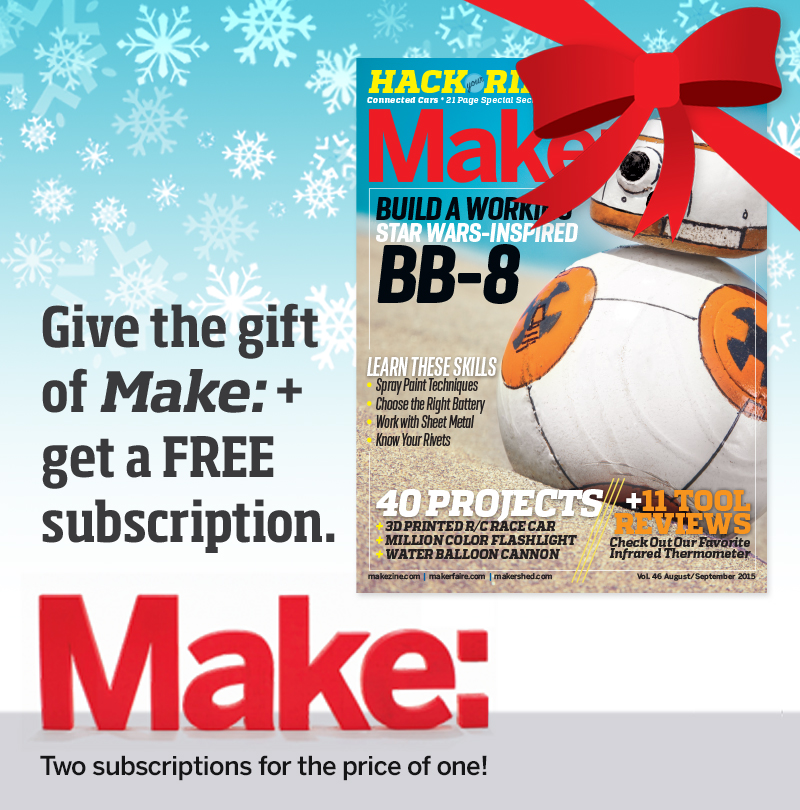 HACK your
Connected Cars * 21 Page Special
Make:
BUILD A WORKING
STAR WARS-INSPIRED
BB-8
LEARN THESE SKILLS
• Spray Paint Techniques
• Choose the Right Battery
• Work with Sheet Metal
• Know Your Rivets
40 PROJECTS
+ 3D PRINTED R/C RACE CAR
+ MILLION COLOR FLASHLIGHT
+ WATER BALLOON CANNON
+11 TOOL
REVIEWS
Check Out Our Favorite
Infrared Thermometer
makezine.com | makerfaire.com | makershed.com
Vol. 46 August/September 2015
Give the gift
of Make: +
get a FREE
subscription.
Make:
Two subscriptions for the price of one!